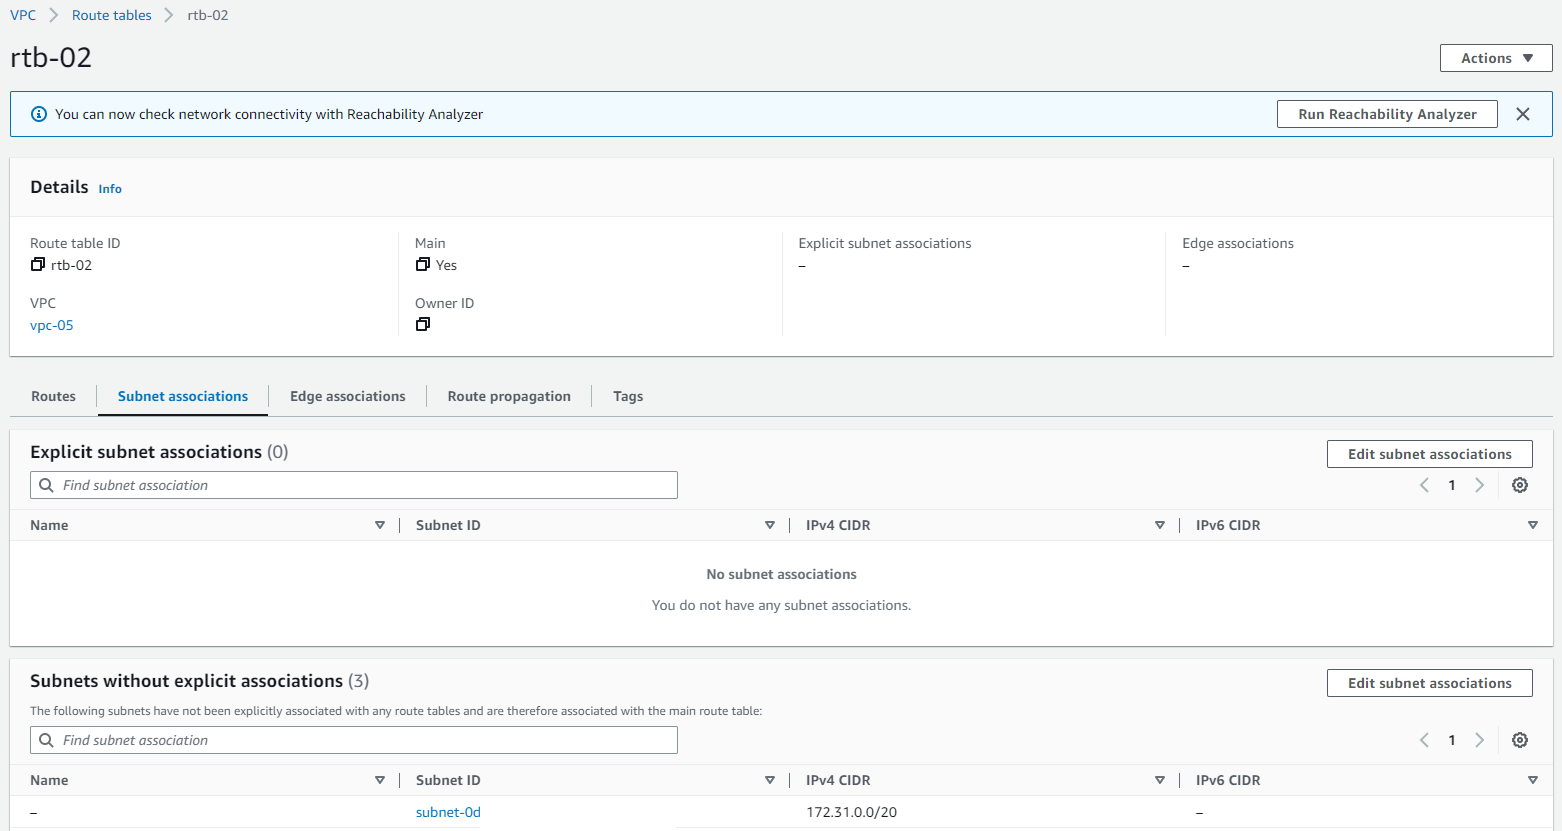 VPC > Route tables > rtb-02
rtb-02
Actions
You can now check network connectivity with Reachability Analyzer
Run Reachability Analyzer
Details Info
Route table ID
rtb-02
VPC
vpc-05
Main
Yes
Owner ID
Explicit subnet associations
–
Edge associations
–
Routes Subnet associations Edge associations Route propagation Tags
Explicit subnet associations (0)
Edit subnet associations
Find subnet association
1
Name Subnet ID IPv4 CIDR IPv6 CIDR
No subnet associations
You do not have any subnet associations.
Subnets without explicit associations (3)
Edit subnet associations
The following subnets have not been explicitly associated with any route tables and are therefore associated with the main route table:
Find subnet association
1
Name Subnet ID IPv4 CIDR IPv6 CIDR
– subnet-0d 172.31.0.0/20 –